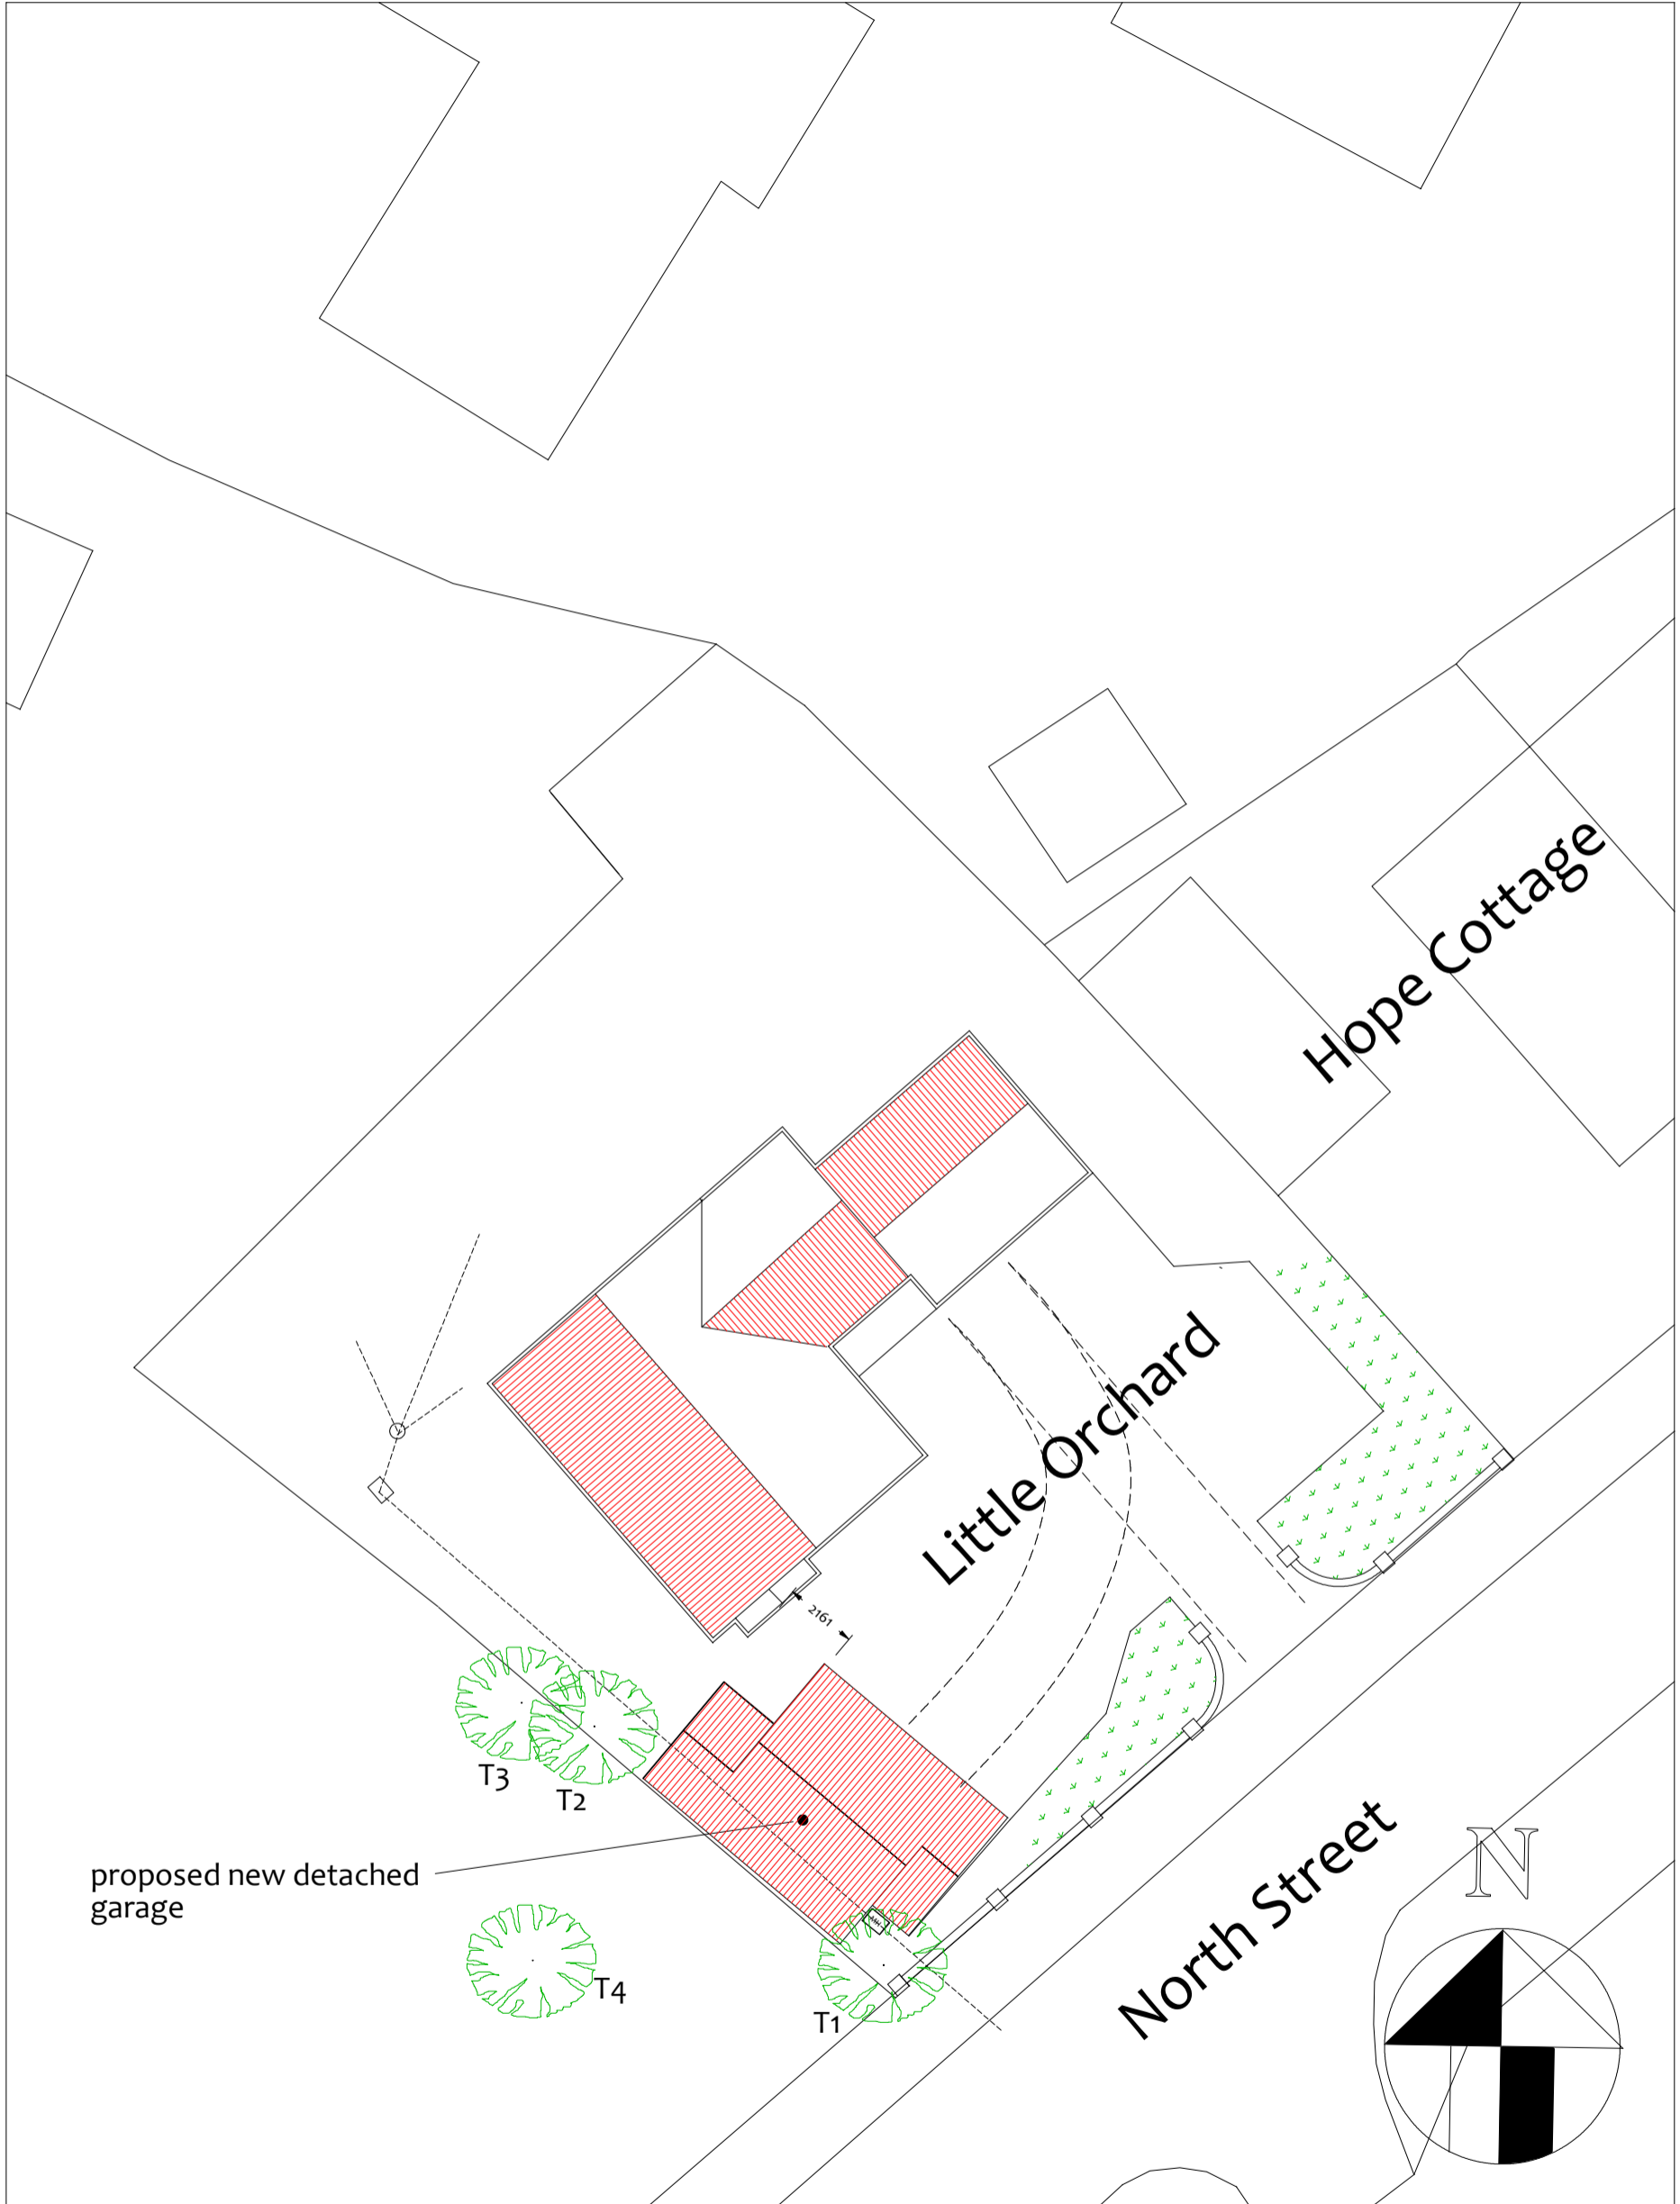 Hope Cottage
Little Orchard
2161
T3
T2
proposed new detached
garage
T4
T1
North Street
N